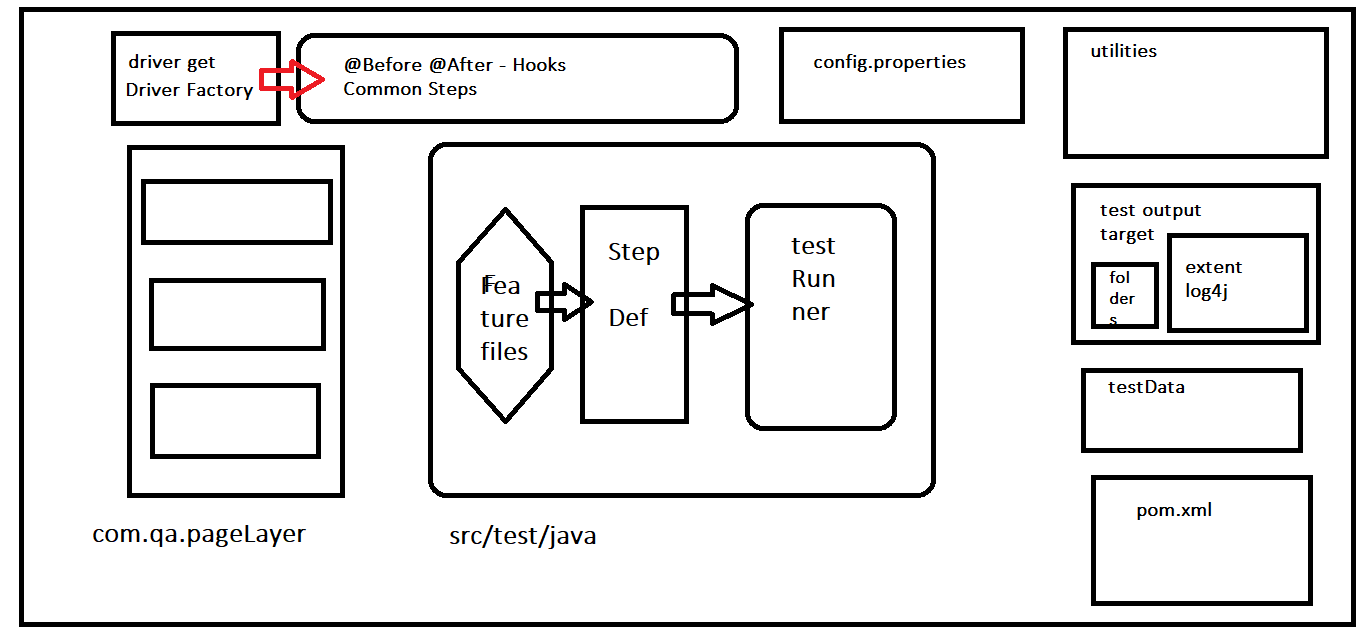 driver get
Driver Factory
@Before @After - Hooks
Common Steps
config.properties
utilities
test output
target
fol
der
s
extent
log4j
testData
pom.xml
Fea
ture
files
Step
Def
test
Run
ner
com.qa.pageLayer
src/test/java